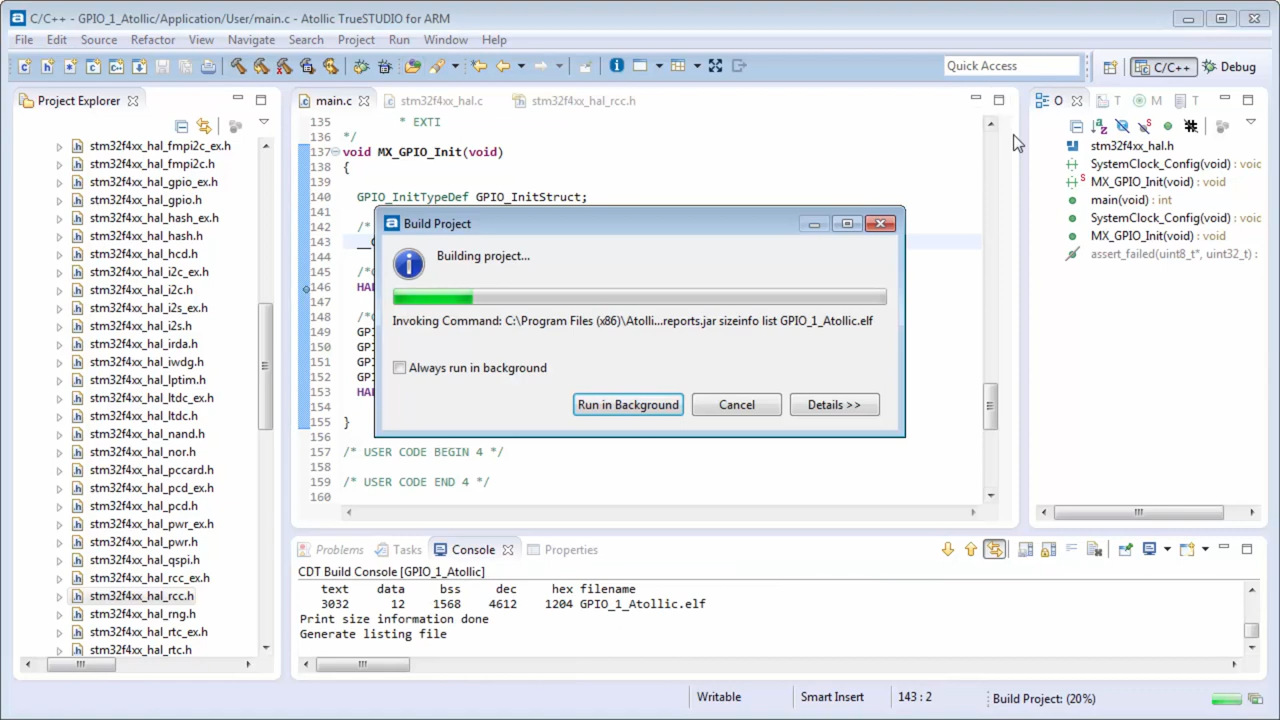 C/C++ - GPIO_1_Atollic/Application/User/main.c - Atollic TrueSTUDIO for ARM
File Edit Source Refactor View Navigate Search Project Run Window Help
Quick Access
C/C++
Debug
Project Explorer
stm32f4xx_hal_fmpi2c_ex.h
stm32f4xx_hal_fmpi2c.h
stm32f4xx_hal_gpio_ex.h
stm32f4xx_hal_gpio.h
stm32f4xx_hal_hash_ex.h
stm32f4xx_hal_hash.h
stm32f4xx_hal_hcd.h
stm32f4xx_hal_i2c_ex.h
stm32f4xx_hal_i2c.h
stm32f4xx_hal_i2s_ex.h
stm32f4xx_hal_i2s.h
stm32f4xx_hal_irda.h
stm32f4xx_hal_iwdg.h
stm32f4xx_hal_lptim.h
stm32f4xx_hal_ltdc_ex.h
stm32f4xx_hal_ltdc.h
stm32f4xx_hal_nand.h
stm32f4xx_hal_nor.h
stm32f4xx_hal_pccard.h
stm32f4xx_hal_pcd_ex.h
stm32f4xx_hal_pcd.h
stm32f4xx_hal_pwr_ex.h
stm32f4xx_hal_pwr.h
stm32f4xx_hal_qspi.h
stm32f4xx_hal_rcc_ex.h
stm32f4xx_hal_rcc.h
stm32f4xx_hal_rng.h
stm32f4xx_hal_rtc_ex.h
stm32f4xx_hal_rtc.h
main.c stm32f4xx_hal.c stm32f4xx_hal_rcc.h
135 * EXTI
136 */
137 void MX_GPIO_Init(void)
138 {
139
140 GPIO_InitTypeDef GPIO_InitStruct;
141
142 /*
143 __
144
145 /*
146 HA
147
148 /*
149 GP
150 GP
151 GP
152 GP
153 HA
154
155 }
156
157 /* USER CODE BEGIN 4 */
158
159 /* USER CODE END 4 */
160
Build Project
Building project...
Invoking Command: C:\Program Files (x86)\Atolli...reports.jar sizeinfo list GPIO_1_Atollic.elf
Always run in background
Run in Background Cancel Details >>
O T M T
stm32f4xx_hal.h
SystemClock_Config(void) : voic
MX_GPIO_Init(void) : void
main(void) : int
SystemClock_Config(void) : voic
MX_GPIO_Init(void) : void
assert_failed(uint8_t*, uint32_t) :
Problems Tasks Console Properties
CDT Build Console [GPIO_1_Atollic]
text data bss dec hex filename
3032 12 1568 4612 1204 GPIO_1_Atollic.elf
Print size information done
Generate listing file
Writable Smart Insert 143 : 2 Build Project: (20%)